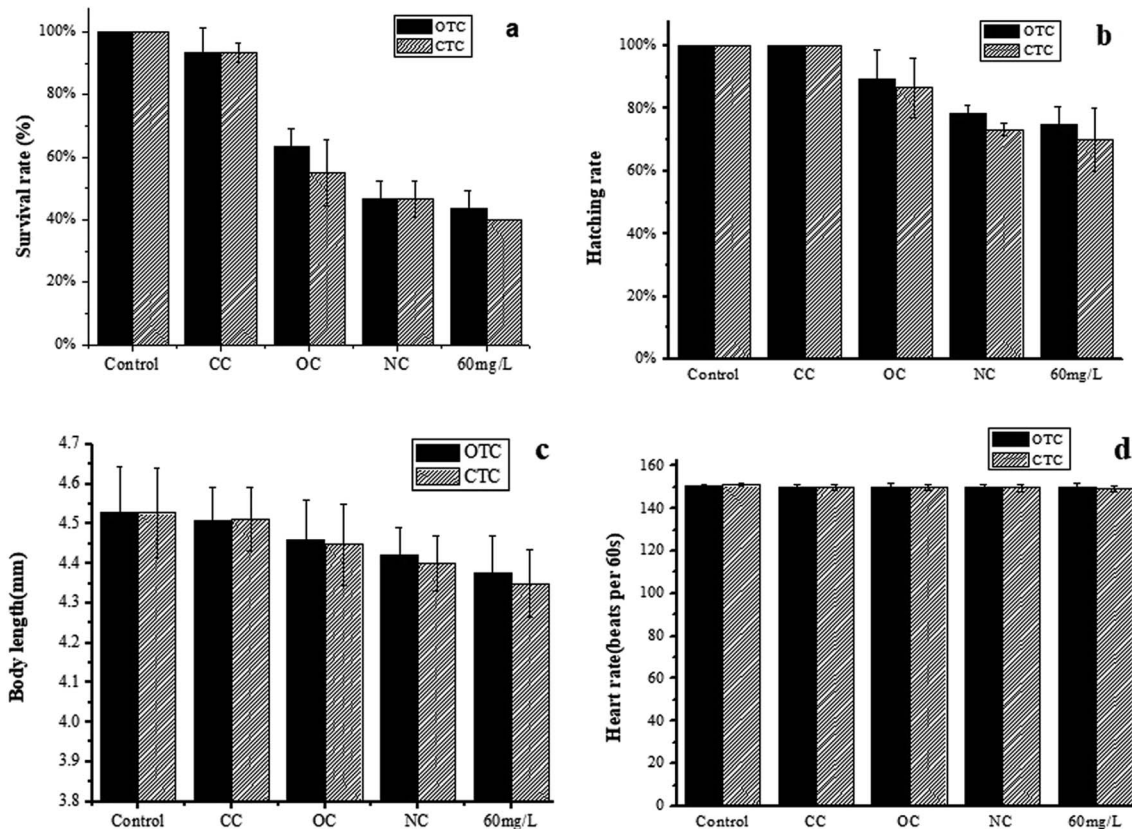 a
OTC
CTC
Survival rate (%)
100%
80%
60%
40%
20%
0%
Control CC OC NC 60mg/L
b
OTC
CTC
Hatching rate
100%
80%
60%
40%
20%
0%
Control CC OC NC 60mg/L
c
OTC
CTC
Body length(mm)
4.7
4.6
4.5
4.4
4.3
4.2
4.1
4.0
3.9
3.8
Control CC OC NC 60mg/L
d
OTC
CTC
Heart rate(beats per 60s)
160
140
120
100
80
60
40
20
0
Control CC OC NC 60mg/L